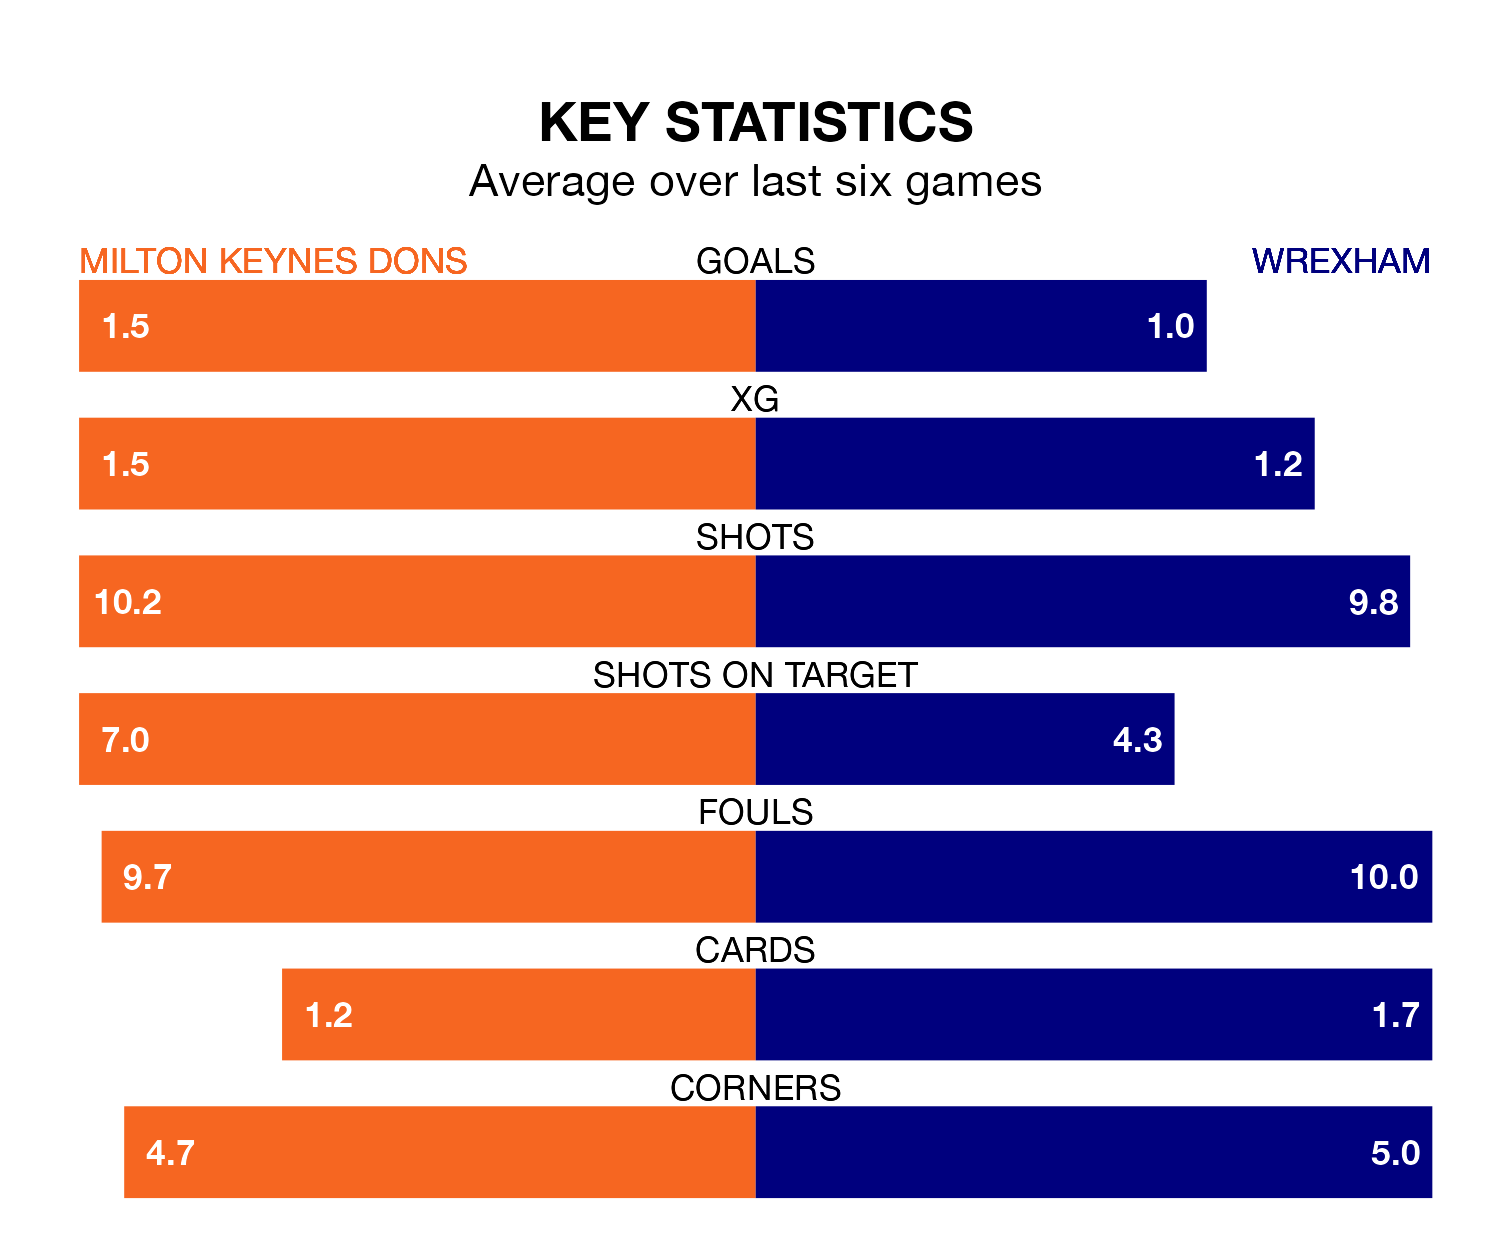 KEY STATISTICS
Average over last six games
MILTON KEYNES DONS GOALS WREXHAM
1.5 1.0
XG
1.5 1.2
SHOTS
10.2 9.8
SHOTS ON TARGET
7.0 4.3
FOULS
9.7 10.0
CARDS
1.2 1.7
CORNERS
4.7 5.0